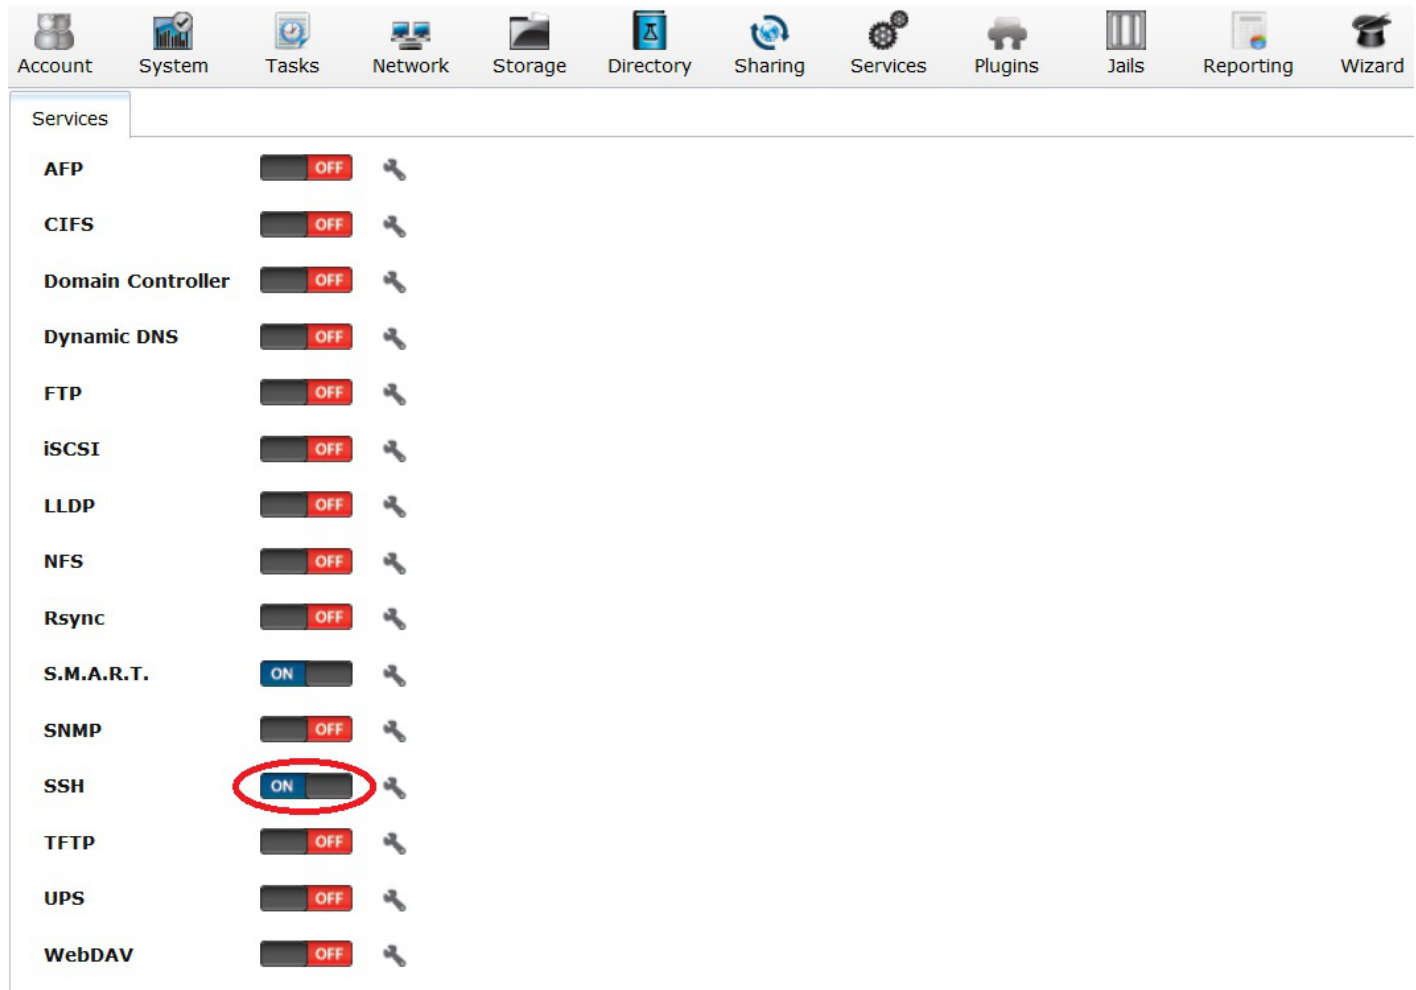 Account System Tasks Network Storage Directory Sharing Services Plugins Jails Reporting Wizard
Services
AFP OFF
CIFS OFF
Domain Controller OFF
Dynamic DNS OFF
FTP OFF
iSCSI OFF
LLDP OFF
NFS OFF
Rsync OFF
S.M.A.R.T. ON
SNMP OFF
SSH ON
TFTP OFF
UPS OFF
WebDAV OFF